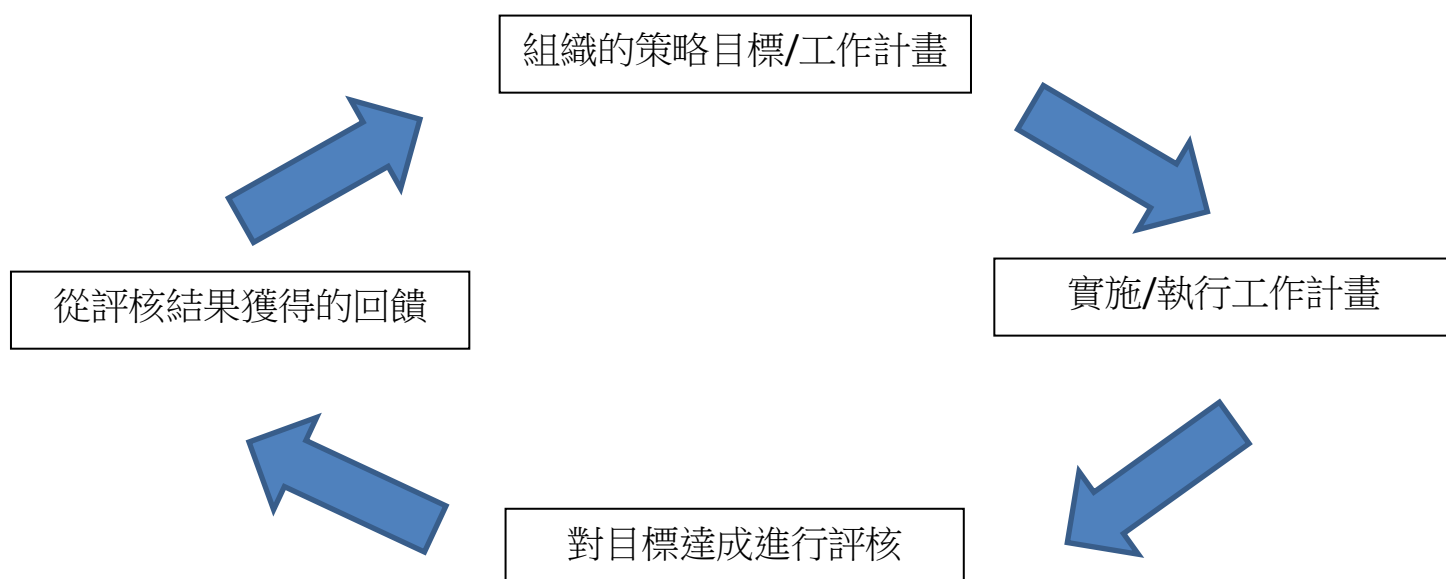 組織的策略目標/工作計畫
實施/執行工作計畫
對目標達成進行評核
從評核結果獲得的回饋